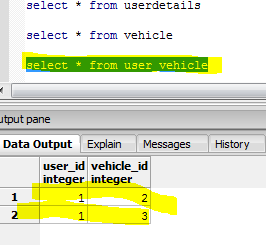 select * from userdetails
select * from vehicle
select * from user_vehicle
utput pane
Data Output Explain Messages History
user_id vehicle_id
integer integer
1 1 2
2 1 3